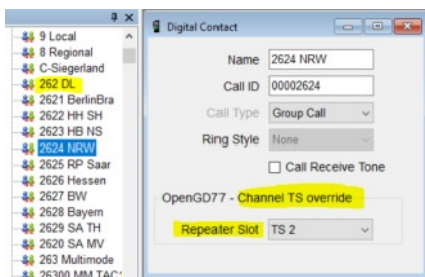 9 Local
8 Regional
C-Siegerland
262 DL
2621 BerlinBra
2622 HH SH
2623 HB NS
2624 NRW
2625 RP Saar
2626 Hessen
2627 BW
2628 Bayern
2629 SA TH
2620 SA MV
263 Multimode
26300 MM TAC
Digital Contact
Name 2624 NRW
Call ID 00002624
Call Type Group Call
Ring Style None
Call Receive Tone
OpenGD77 - Channel TS override
Repeater Slot TS 2